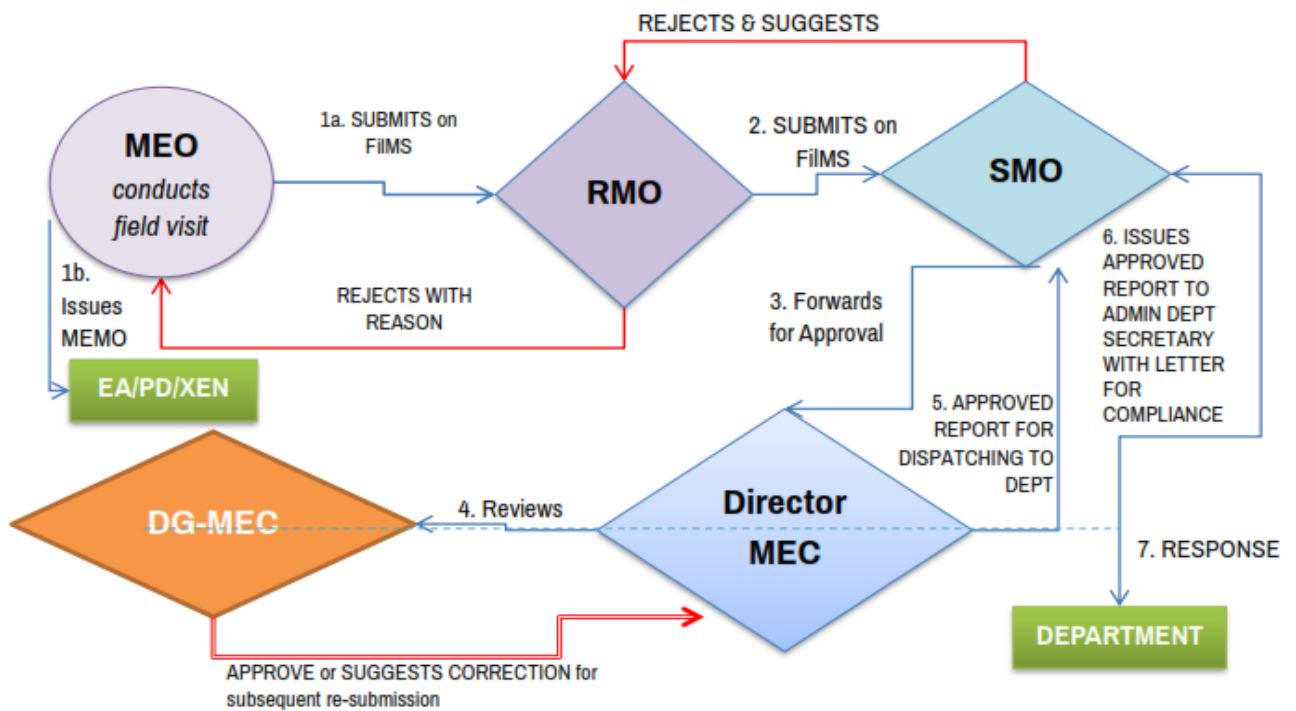 REJECTS & SUGGESTS
MEO
conducts
field visit
1a. SUBMITS on
FilMS
RMO
2. SUBMITS on
FilMS
SMO
1b.
Issues
MEMO
REJECTS WITH
REASON
EA/PD/XEN
3. Forwards
for Approval
6. ISSUES
APPROVED
REPORT TO
ADMIN DEPT
SECRETARY
WITH LETTER
FOR
COMPLIANCE
5. APPROVED
REPORT FOR
DISPATCHING TO
DEPT
DG-MEC
4. Reviews
Director
MEC
7. RESPONSE
DEPARTMENT
APPROVE or SUGGESTS CORRECTION for
subsequent re-submission